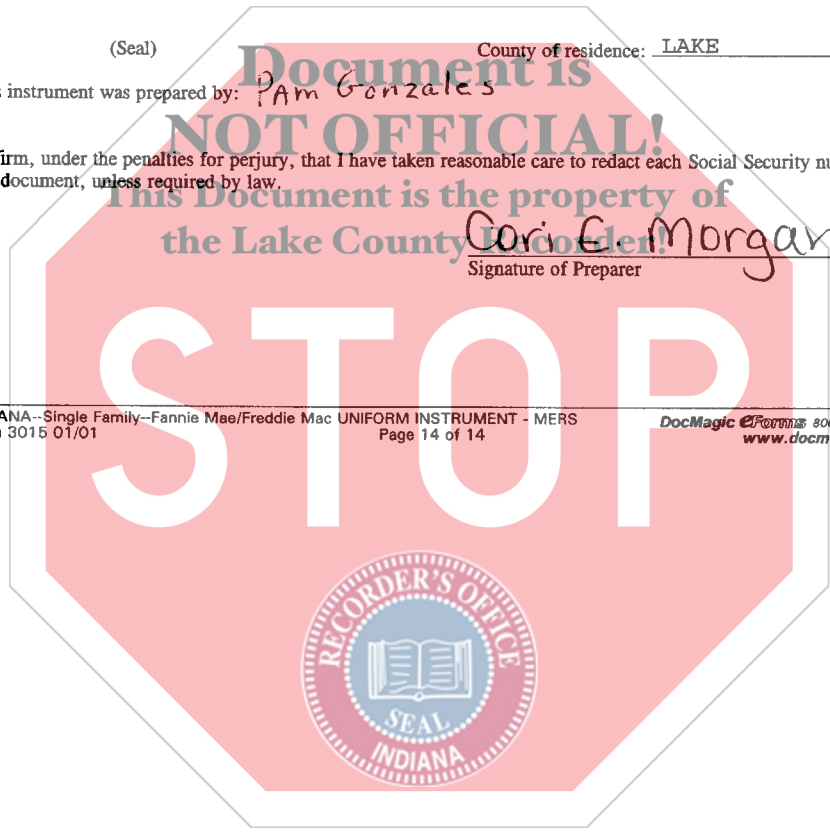 (Seal)
County of residence: LAKE
Document is
instrument was prepared by: PAm Gonzales
NOT OFFICIAL!
irm, under the penalties for perjury, that I have taken reasonable care to redact each Social Security nu
document, unless required by law.
This Document is the property of
the Lake County Recorder!
Cori E. Morgan
Signature of Preparer
STOP
ANA--Single Family--Fannie Mae/Freddie Mac UNIFORM INSTRUMENT - MERS
3015 01/01
Page 14 of 14
DocMagic eForms 800
www.docm
RECORDER'S OFFICE
SEAL
INDIANA